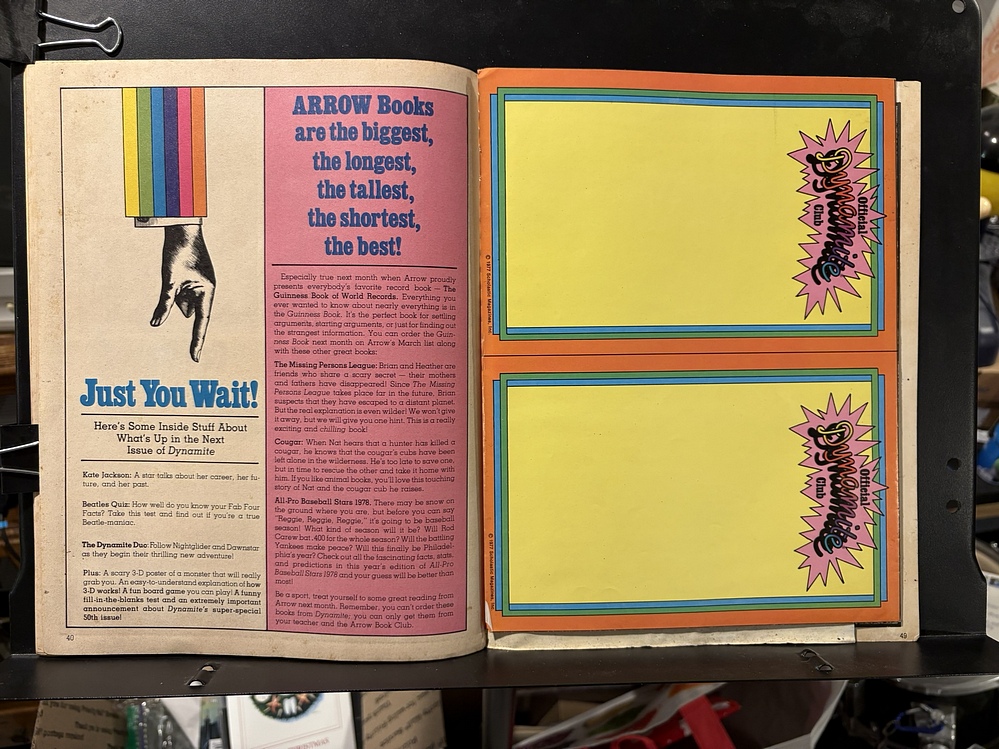 Just You Wait!
Here's Some Inside Stuff About
What's Up in the Next
Issue of Dynamite
Kate Jackson: A star talks about her career, her fu-
ture, and her past.
Beatles Quiz: How well do you know your Fab Four
Facts? Take this test and find out if you're a true
Beatle-maniac.
The Dynamite Duo: Follow Nightglider and Dawnstar
as they begin their thrilling new adventure!
Plus: A scary 3-D poster of a monster that will really
grab you. An easy-to-understand explanation of how
3-D works! A fun board game you can play! A funny
fill-in-the-blanks test and an extremely important
announcement about Dynamite's super-special
50th issue!
40
ARROW Books
are the biggest,
the longest,
the tallest,
the shortest,
the best!
Especially true next month when Arrow proudly
presents everybody's favorite record book — The
Guinness Book of World Records. Everything you
ever wanted to know about nearly everything is in
the Guinness Book. It's the perfect book for settling
arguments, starting arguments, or just for finding out
the strangest information. You can order the Guin-
ness Book next month on Arrow's March list along
with these other great books:
The Missing Persons League: Brian and Heather are
friends who share a scary secret — their mothers
and fathers have disappeared! Since The Missing
Persons League takes place far in the future, Brian
suspects that they have escaped to a distant planet.
But the real explanation is even wilder! We won't give
it away, but we will give you one hint. This is a really
exciting and chilling book!
Cougar: When Nat hears that a hunter has killed a
cougar, he knows that the cougar's cubs have been
left alone in the wilderness. He's too late to save one,
but in time to rescue the other and take it home with
him. If you like animal books, you'll love this touching
story of Nat and the cougar cub he raises.
All-Pro Baseball Stars 1978. There may be snow on
the ground where you are, but before you can say
"Reggie, Reggie, Reggie," it's going to be baseball
season! What kind of season will it be? Will Rod
Carew bat .400 for the whole season? Will the battling
Yankees make peace? Will this finally be Philadel-
phia's year? Check out all the fascinating facts, stats,
and predictions in this year's edition of All-Pro
Baseball Stars 1978 and your guess will be better than
most!
Be a sport, treat yourself to some great reading from
Arrow next month. Remember, you can't order these
books from Dynamite; you can only get them from
your teacher and the Arrow Book Club.
© 1977 Scholastic Magazines, Inc.
Official
Dynamite
Club
© 1977 Scholastic Magazines, Inc.
Official
Dynamite
Club
49